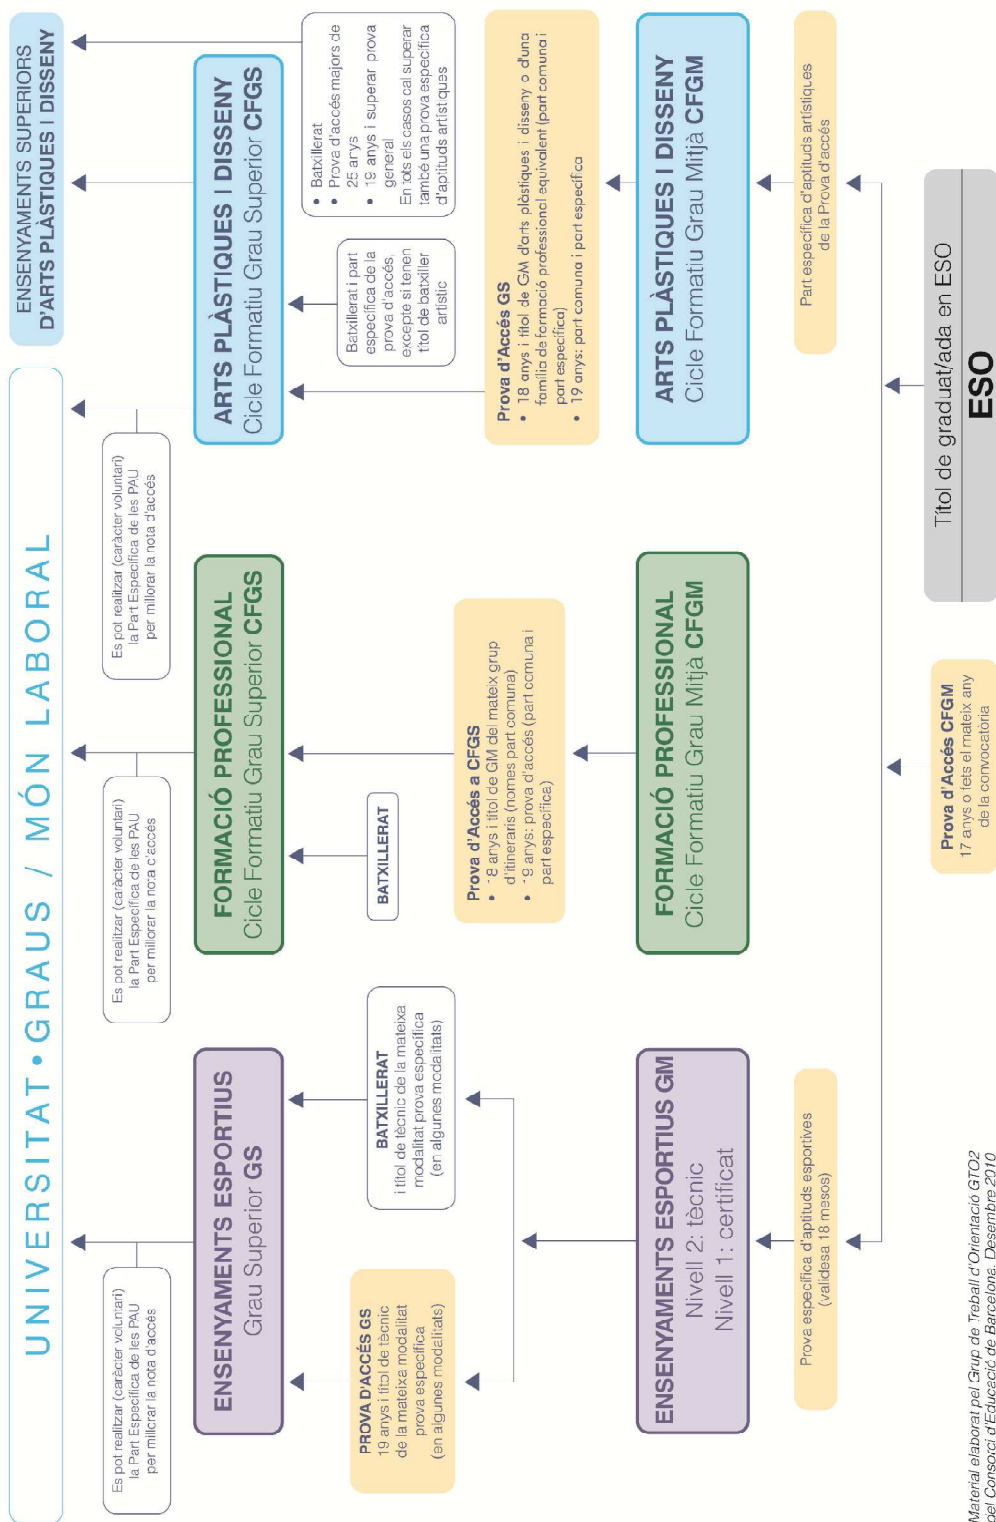 UNIVERSITAT • GRAUS / MÓN LABORAL
ENSENYAMENTS SUPERIORS
D'ARTS PLÀSTIQUES I DISSENY
Es pot realitzar (caràcter voluntari)
la Part Específica de les PAU
per millorar la nota d'accés
Es pot realitzar (caràcter voluntari)
la Part Específica de les PAU
per millorar la nota d'accés
Es pot realitzar (caràcter voluntari)
la Part Específica de les PAU
per millorar la nota d'accés
ENSENYAMENTS ESPORTIUS
Grau Superior GS
FORMACIÓ PROFESSIONAL
Cicle Formatiu Grau Superior CFGS
ARTS PLÀSTIQUES I DISSENY
Cicle Formatiu Grau Superior CFGS
• Batxillerat
• Prova d'accés majors de
• 25 anys
• 19 anys i superar prova
general
En tots els casos cal superar
també una prova específica
d'aptituds artístiques
PROVA D'ACCÉS GS
19 anys i títol de tècnic
de la mateixa modalitat
prova específica
(en algunes modalitats)
BATXILLERAT
i títol de tècnic de la mateixa
modalitat prova específica
(en algunes modalitats)
BATXILLERAT
Batxillerat i part
específica de la
prova d'accés,
excepte si tenen
títol de batxiller
artístic
Prova d'Accés a CFGS
• 18 anys i títol de GM del mateix grup
d'itineraris (nomes part comuna)
• 19 anys: prova d'accés (part comuna i
part específica)
Prova d'Accés GS
• 18 anys i títol de GM d'arts plàstiques i disseny o d'una
família de formació professional equivalent (part comuna i
part específica)
• 19 anys: part comuna i part específica
ENSENYAMENTS ESPORTIUS GM
Nivell 2: tècnic
Nivell 1: certificat
FORMACIÓ PROFESSIONAL
Cicle Formatiu Grau Mitjà CFGM
ARTS PLÀSTIQUES I DISSENY
Cicle Formatiu Grau Mitjà CFGM
Prova específica d'aptituds esportives
(validesa 18 mesos)
Part específica d'aptituds artístiques
de la Prova d'accés
Prova d'Accés CFGM
17 anys o fets el mateix any
de la convocatòria
Títol de graduat/ada en ESO
ESO
Material elaborat pel Grup de Treball d'Orientació GTO2
del Consorci d'Educació de Barcelona. Desembre 2010